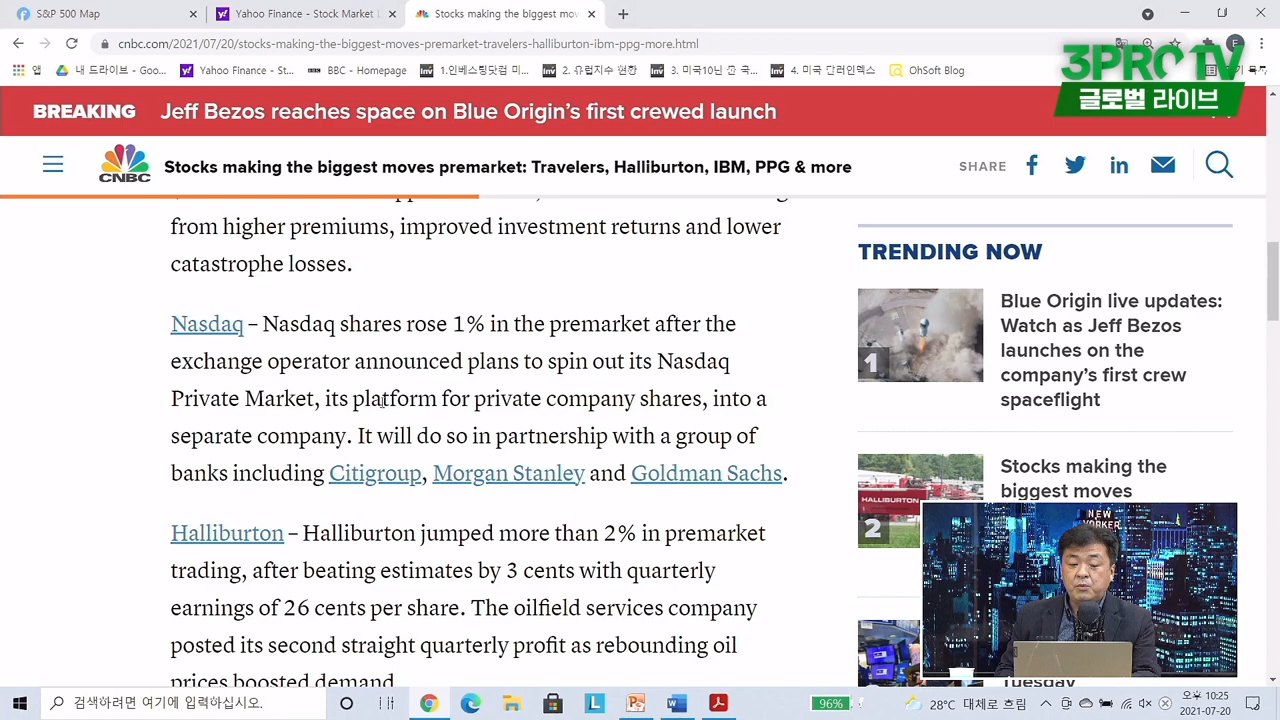 S&P 500 Map
Yahoo Finance - Stock Market L
Stocks making the biggest mov
cnbc.com/2021/07/20/stocks-making-the-biggest-moves-premarket-travelers-halliburton-ibm-ppg-more.html
앱
내 드라이브 - Goo...
Yahoo Finance - St...
BBC - Homepage
1.인베스팅닷컴 미...
2. 유럽지수 현황
3. 미국10년 물 국...
4. 미국 단러인덱스
OhSoft Blog
3PROTV
글로벌 라이브
BREAKING
Jeff Bezos reaches space on Blue Origin’s first crewed launch
CNBC
Stocks making the biggest moves premarket: Travelers, Halliburton, IBM, PPG & more
SHARE
from higher premiums, improved investment returns and lower
catastrophe losses.
Nasdaq – Nasdaq shares rose 1% in the premarket after the
exchange operator announced plans to spin out its Nasdaq
Private Market, its platform for private company shares, into a
separate company. It will do so in partnership with a group of
banks including Citigroup, Morgan Stanley and Goldman Sachs.
Halliburton – Halliburton jumped more than 2% in premarket
trading, after beating estimates by 3 cents with quarterly
earnings of 26 cents per share. The oilfield services company
posted its second straight quarterly profit as rebounding oil
prices boosted demand.
TRENDING NOW
1
Blue Origin live updates:
Watch as Jeff Bezos
launches on the
company’s first crew
spaceflight
HALLIBURTON
2
Stocks making the
biggest moves
NEW
YORKER
Tuesday
검색하려면 여기에 입력하십시오.
96%
28°C 대체로 흐림
오후 10:25
2021-07-20